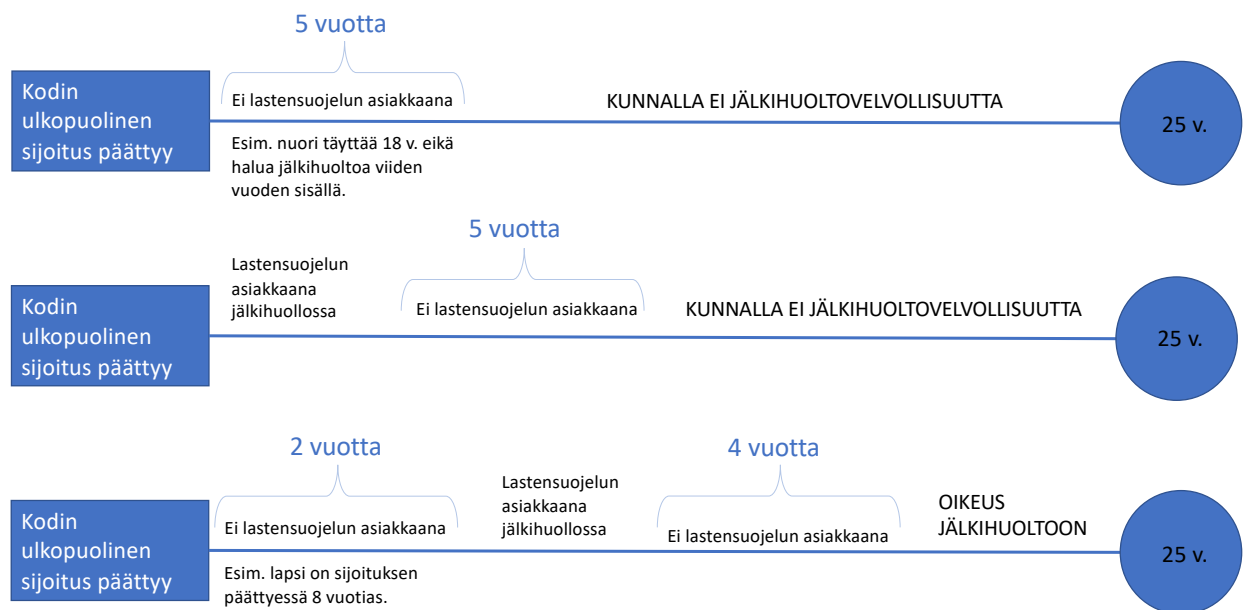 5 vuotta
Kodin
ulkopuolinen
sijoitus päättyy
Ei lastensuojelun asiakkaana
KUNNALLA EI JÄLKIHUOLTOVELVOLLISUUTTA
25 v.
Esim. nuori täyttää 18 v. eikä
halua jälkihuoltoa viiden
vuoden sisällä.
5 vuotta
Kodin
ulkopuolinen
sijoitus päättyy
Lastensuojelun
asiakkaana
jälkihuollossa
Ei lastensuojelun asiakkaana
KUNNALLA EI JÄLKIHUOLTOVELVOLLISUUTTA
25 v.
2 vuotta
4 vuotta
Kodin
ulkopuolinen
sijoitus päättyy
Ei lastensuojelun asiakkaana
Lastensuojelun
asiakkaana
jälkihuollossa
Ei lastensuojelun asiakkaana
OIKEUS
JÄLKIHUOLTOON
25 v.
Esim. lapsi on sijoituksen
päättyessä 8 vuotias.